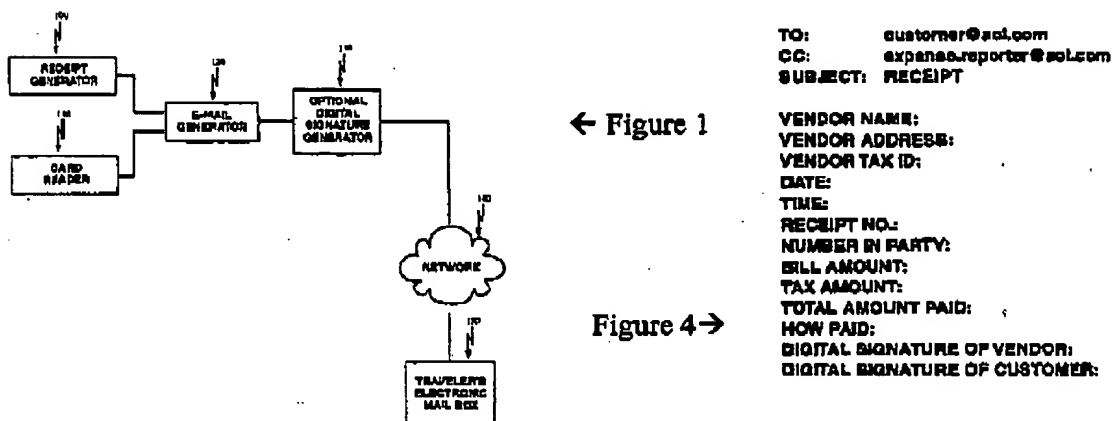 RECEIPT
GENERATOR
CARD
READER
E-MAIL
GENERATOR
OPTIONAL
DIGITAL
SIGNATURE
GENERATOR
← Figure 1
NETWORK
TRAVELER'S
ELECTRONIC
MAIL BOX
TO: customer@aol.com
CC: expense.reporter@aol.com
SUBJECT: RECEIPT
VENDOR NAME:
VENDOR ADDRESS:
VENDOR TAX ID:
DATE:
TIME:
RECEIPT NO.:
NUMBER IN PARTY:
BILL AMOUNT:
TAX AMOUNT:
TOTAL AMOUNT PAID:
Figure 4→
HOW PAID:
DIGITAL SIGNATURE OF VENDOR:
DIGITAL SIGNATURE OF CUSTOMER: